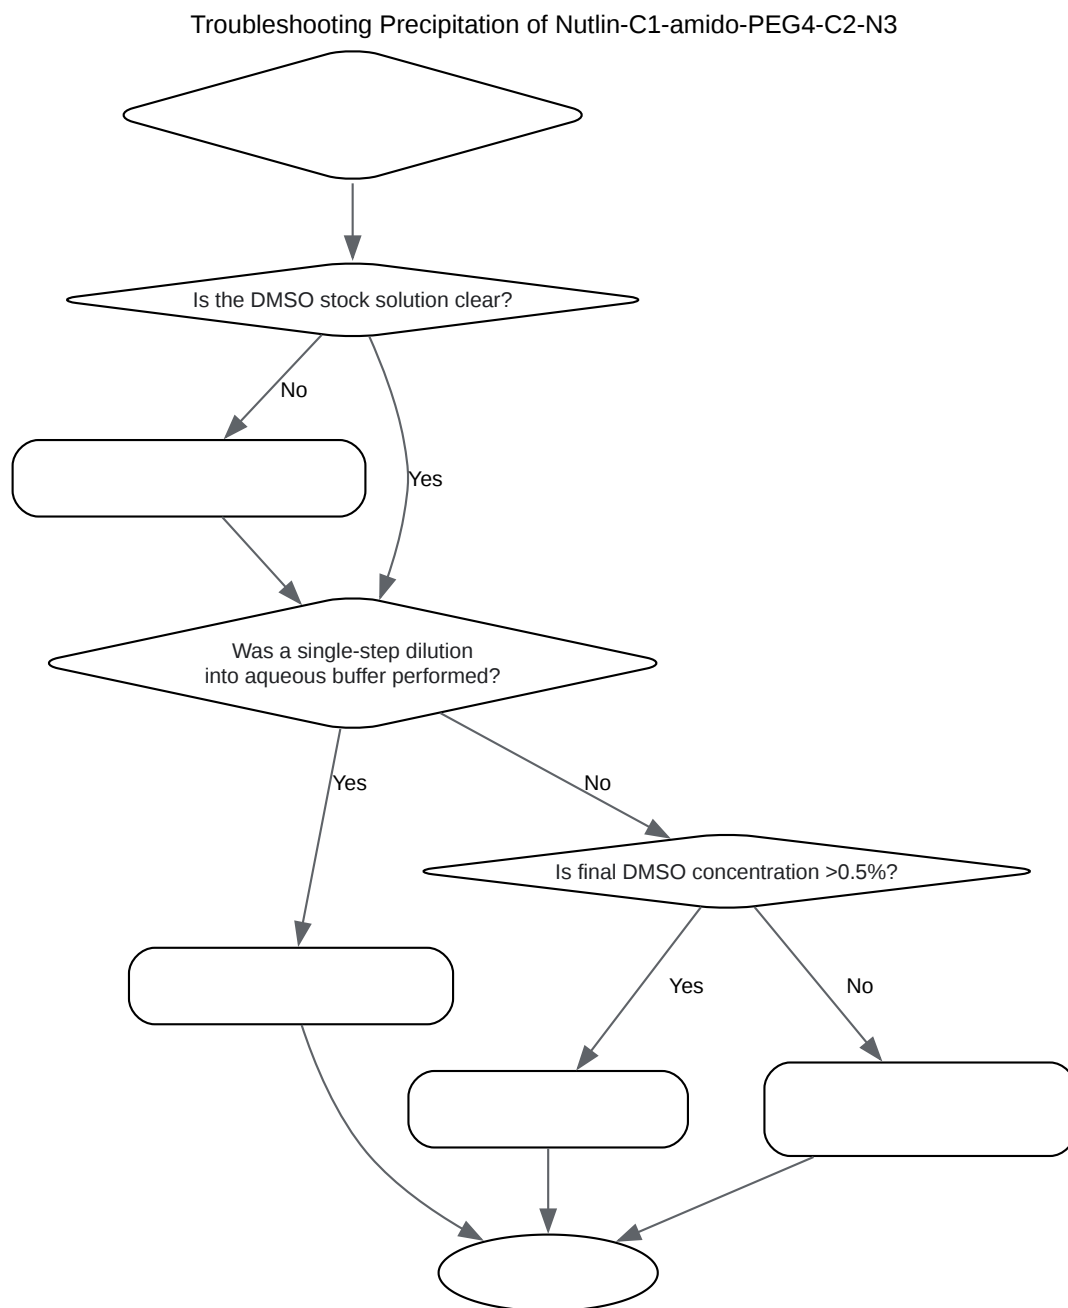 Troubleshooting Precipitation of Nutlin-C1-amido-PEG4-C2-N3
Is the DMSO stock solution clear?
No
Yes
Was a single-step dilution
into aqueous buffer performed?
Yes
No
Is final DMSO concentration >0.5%?
Yes
No